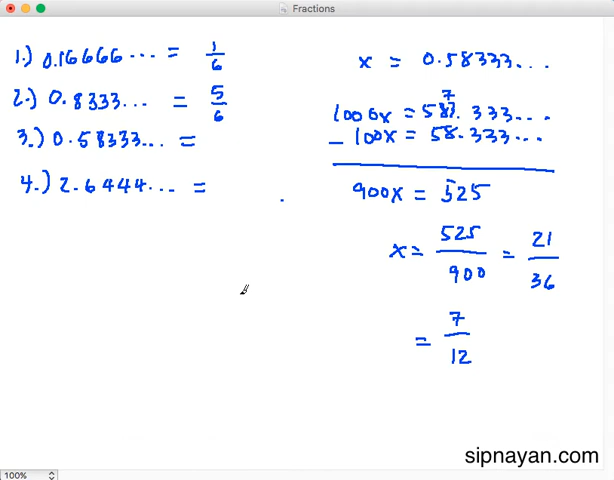 Fractions
1.) 0.16666... = 1/6
2.) 0.8333... = 5/6
3.) 0.58333... =
4.) 2.6444... =
x = 0.58333...
7
1000x = 583.333...
- 100x = 58.333...
900x = 525
x = 525/900 = 21/36
= 7/12
sipnayan.com
100%